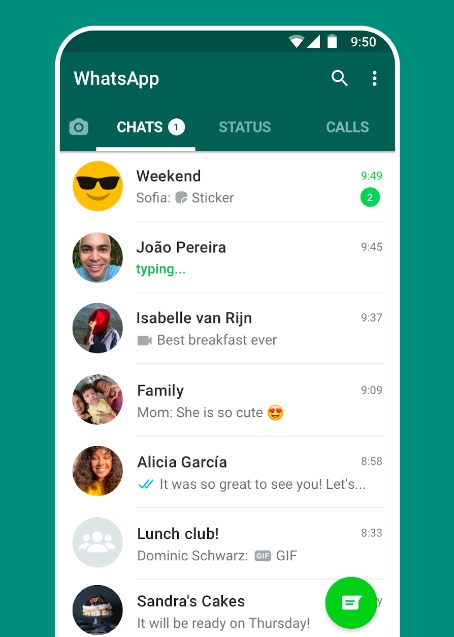 9:50
WhatsApp
CHATS 1 STATUS CALLS
Weekend 9:49
Sofia: Sticker 2
João Pereira 9:45
typing...
Isabelle van Rijn 9:37
Best breakfast ever
Family 9:09
Mom: She is so cute 😍
Alicia García 8:58
It was so great to see you! Let's...
Lunch club! 8:33
Dominic Schwarz: GIF GIF
Sandra's Cakes
It will be ready on Thursday!